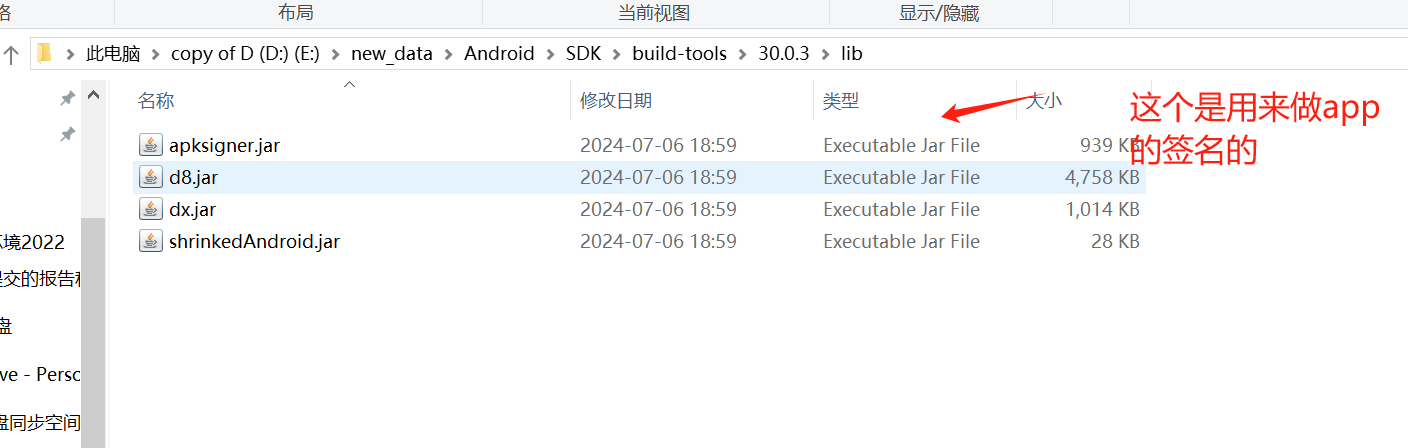 络 布局 当前视图 显示/隐藏
此电脑 copy of D (D:) (E:) new_data Android SDK build-tools 30.0.3 lib
名称 修改日期 类型 大小
这个是用来做app
的签名的
apksigner.jar 2024-07-06 18:59 Executable Jar File 939 KB
d8.jar 2024-07-06 18:59 Executable Jar File 4,758 KB
dx.jar 2024-07-06 18:59 Executable Jar File 1,014 KB
shrinkedAndroid.jar 2024-07-06 18:59 Executable Jar File 28 KB
环境2022
提交的报告和
盘
ve - Perso
盘同步空间